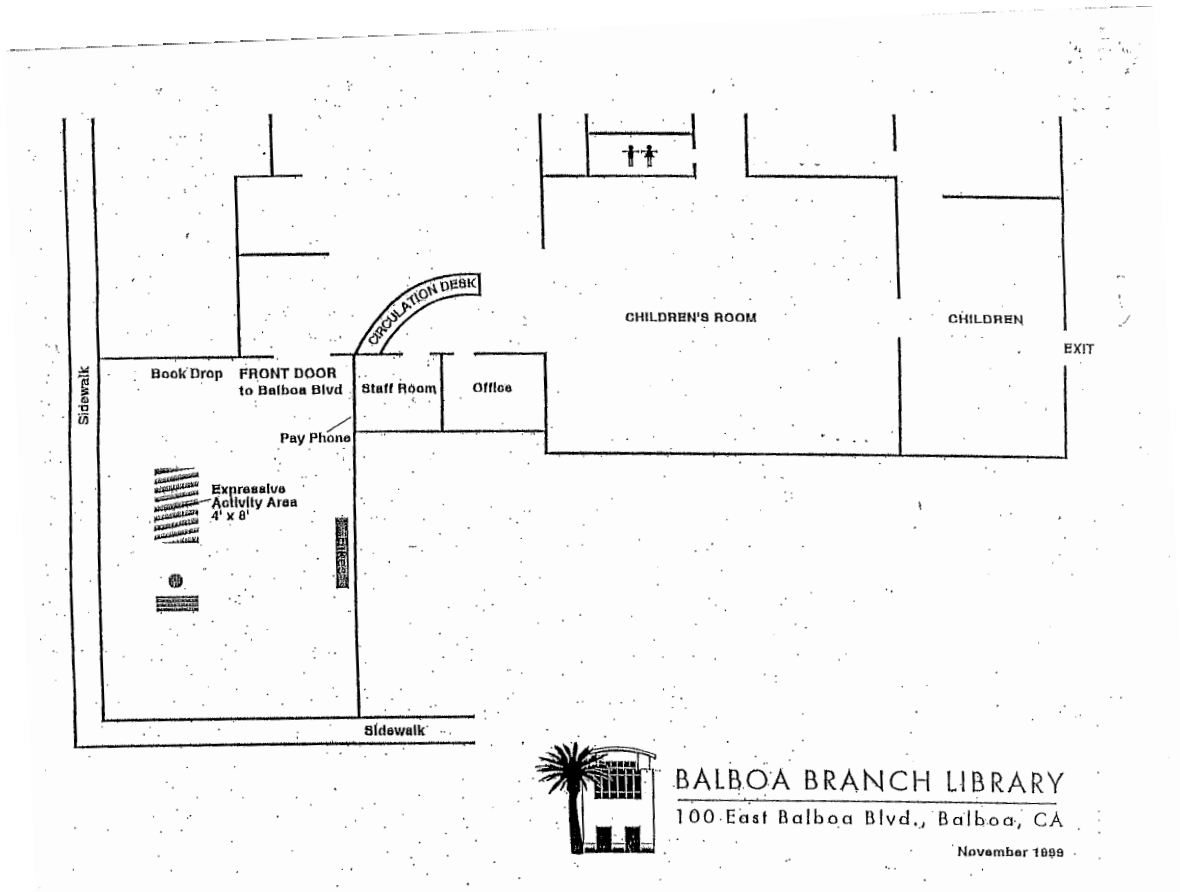 CIRCULATION DESK
CHILDREN'S ROOM
CHILDREN
EXIT
Sidewalk
Book Drop
FRONT DOOR
to Balboa Blvd
Staff Room
Office
Pay Phone
Expressive
Activity Area
4' x 8'
Sidewalk
BALBOA BRANCH LIBRARY
100 East Balboa Blvd., Balboa, CA
November 1999